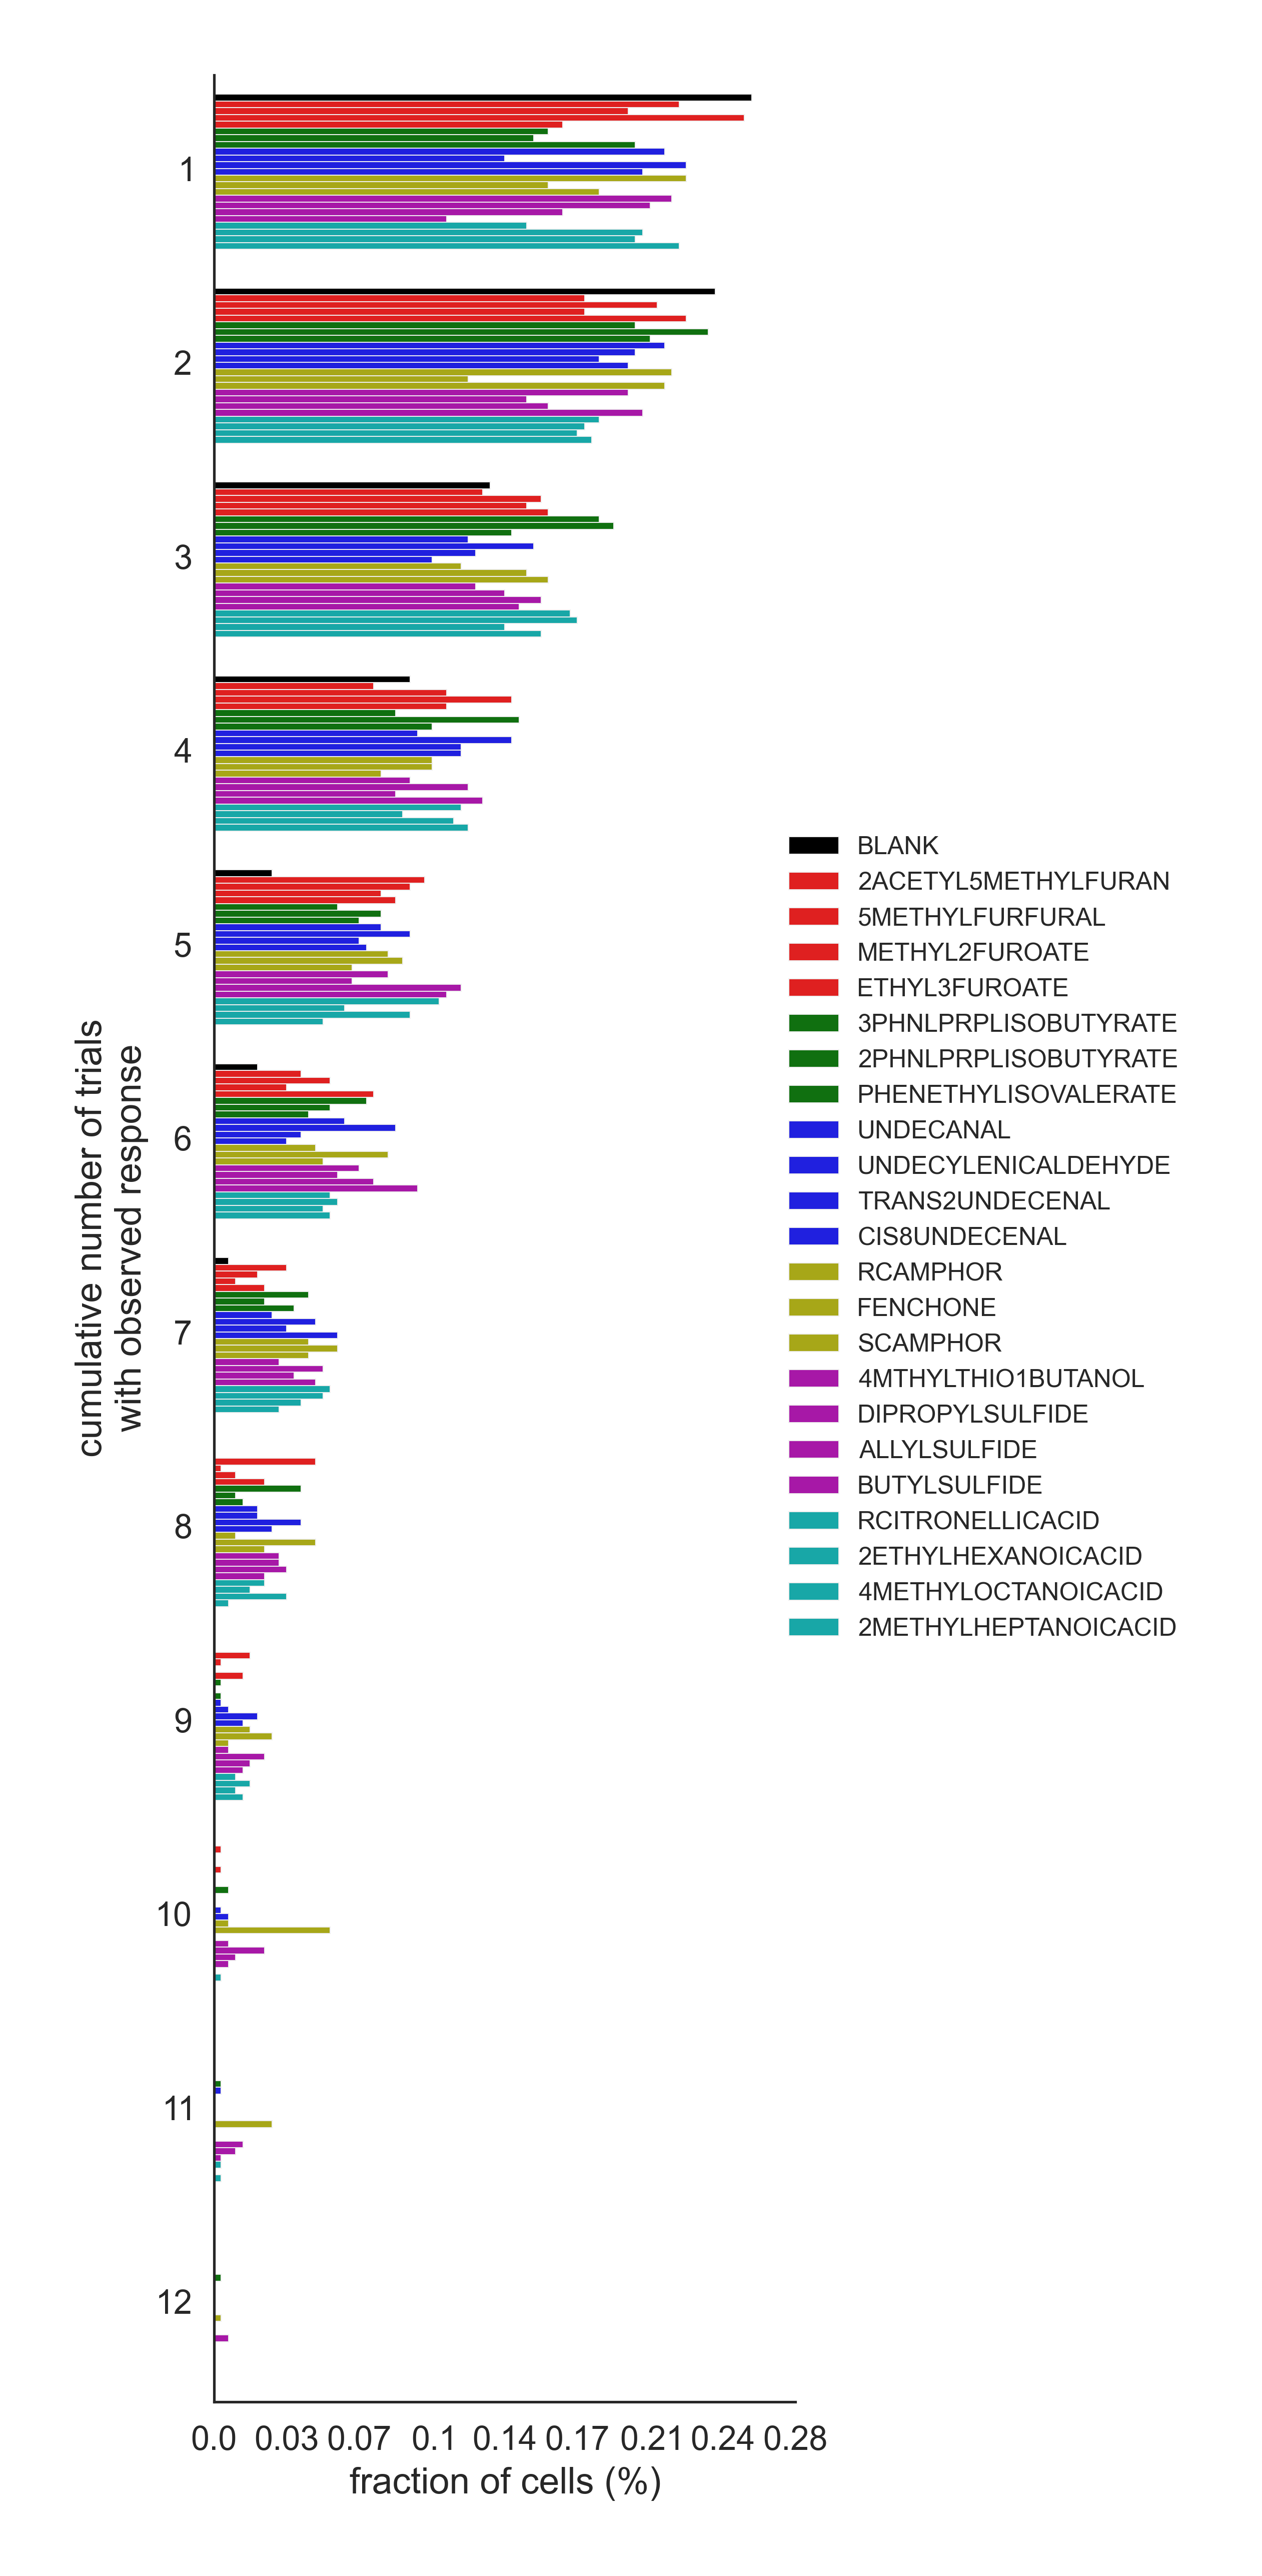 1
2
3
4
5
6
7
8
9
10
11
12
cumulative number of trials
with observed response
BLANK
2ACETYL5METHYLFURAN
5METHYLFURFURAL
METHYL2FUROATE
ETHYL3FUROATE
3PHNLPRPLISOBUTYRATE
2PHNLPRPLISOBUTYRATE
PHENETHYLISOVALERATE
UNDECANAL
UNDECYLENICALDEHYDE
TRANS2UNDECENAL
CIS8UNDECENAL
RCAMPHOR
FENCHONE
SCAMPHOR
4MTHYLTHIO1BUTANOL
DIPROPYLSULFIDE
ALLYLSULFIDE
BUTYLSULFIDE
RCITRONELLICACID
2ETHYLHEXANOICACID
4METHYLOCTANOICACID
2METHYLHEPTANOICACID
0.0 0.03 0.07 0.1 0.14 0.17 0.21 0.24 0.28
fraction of cells (%)